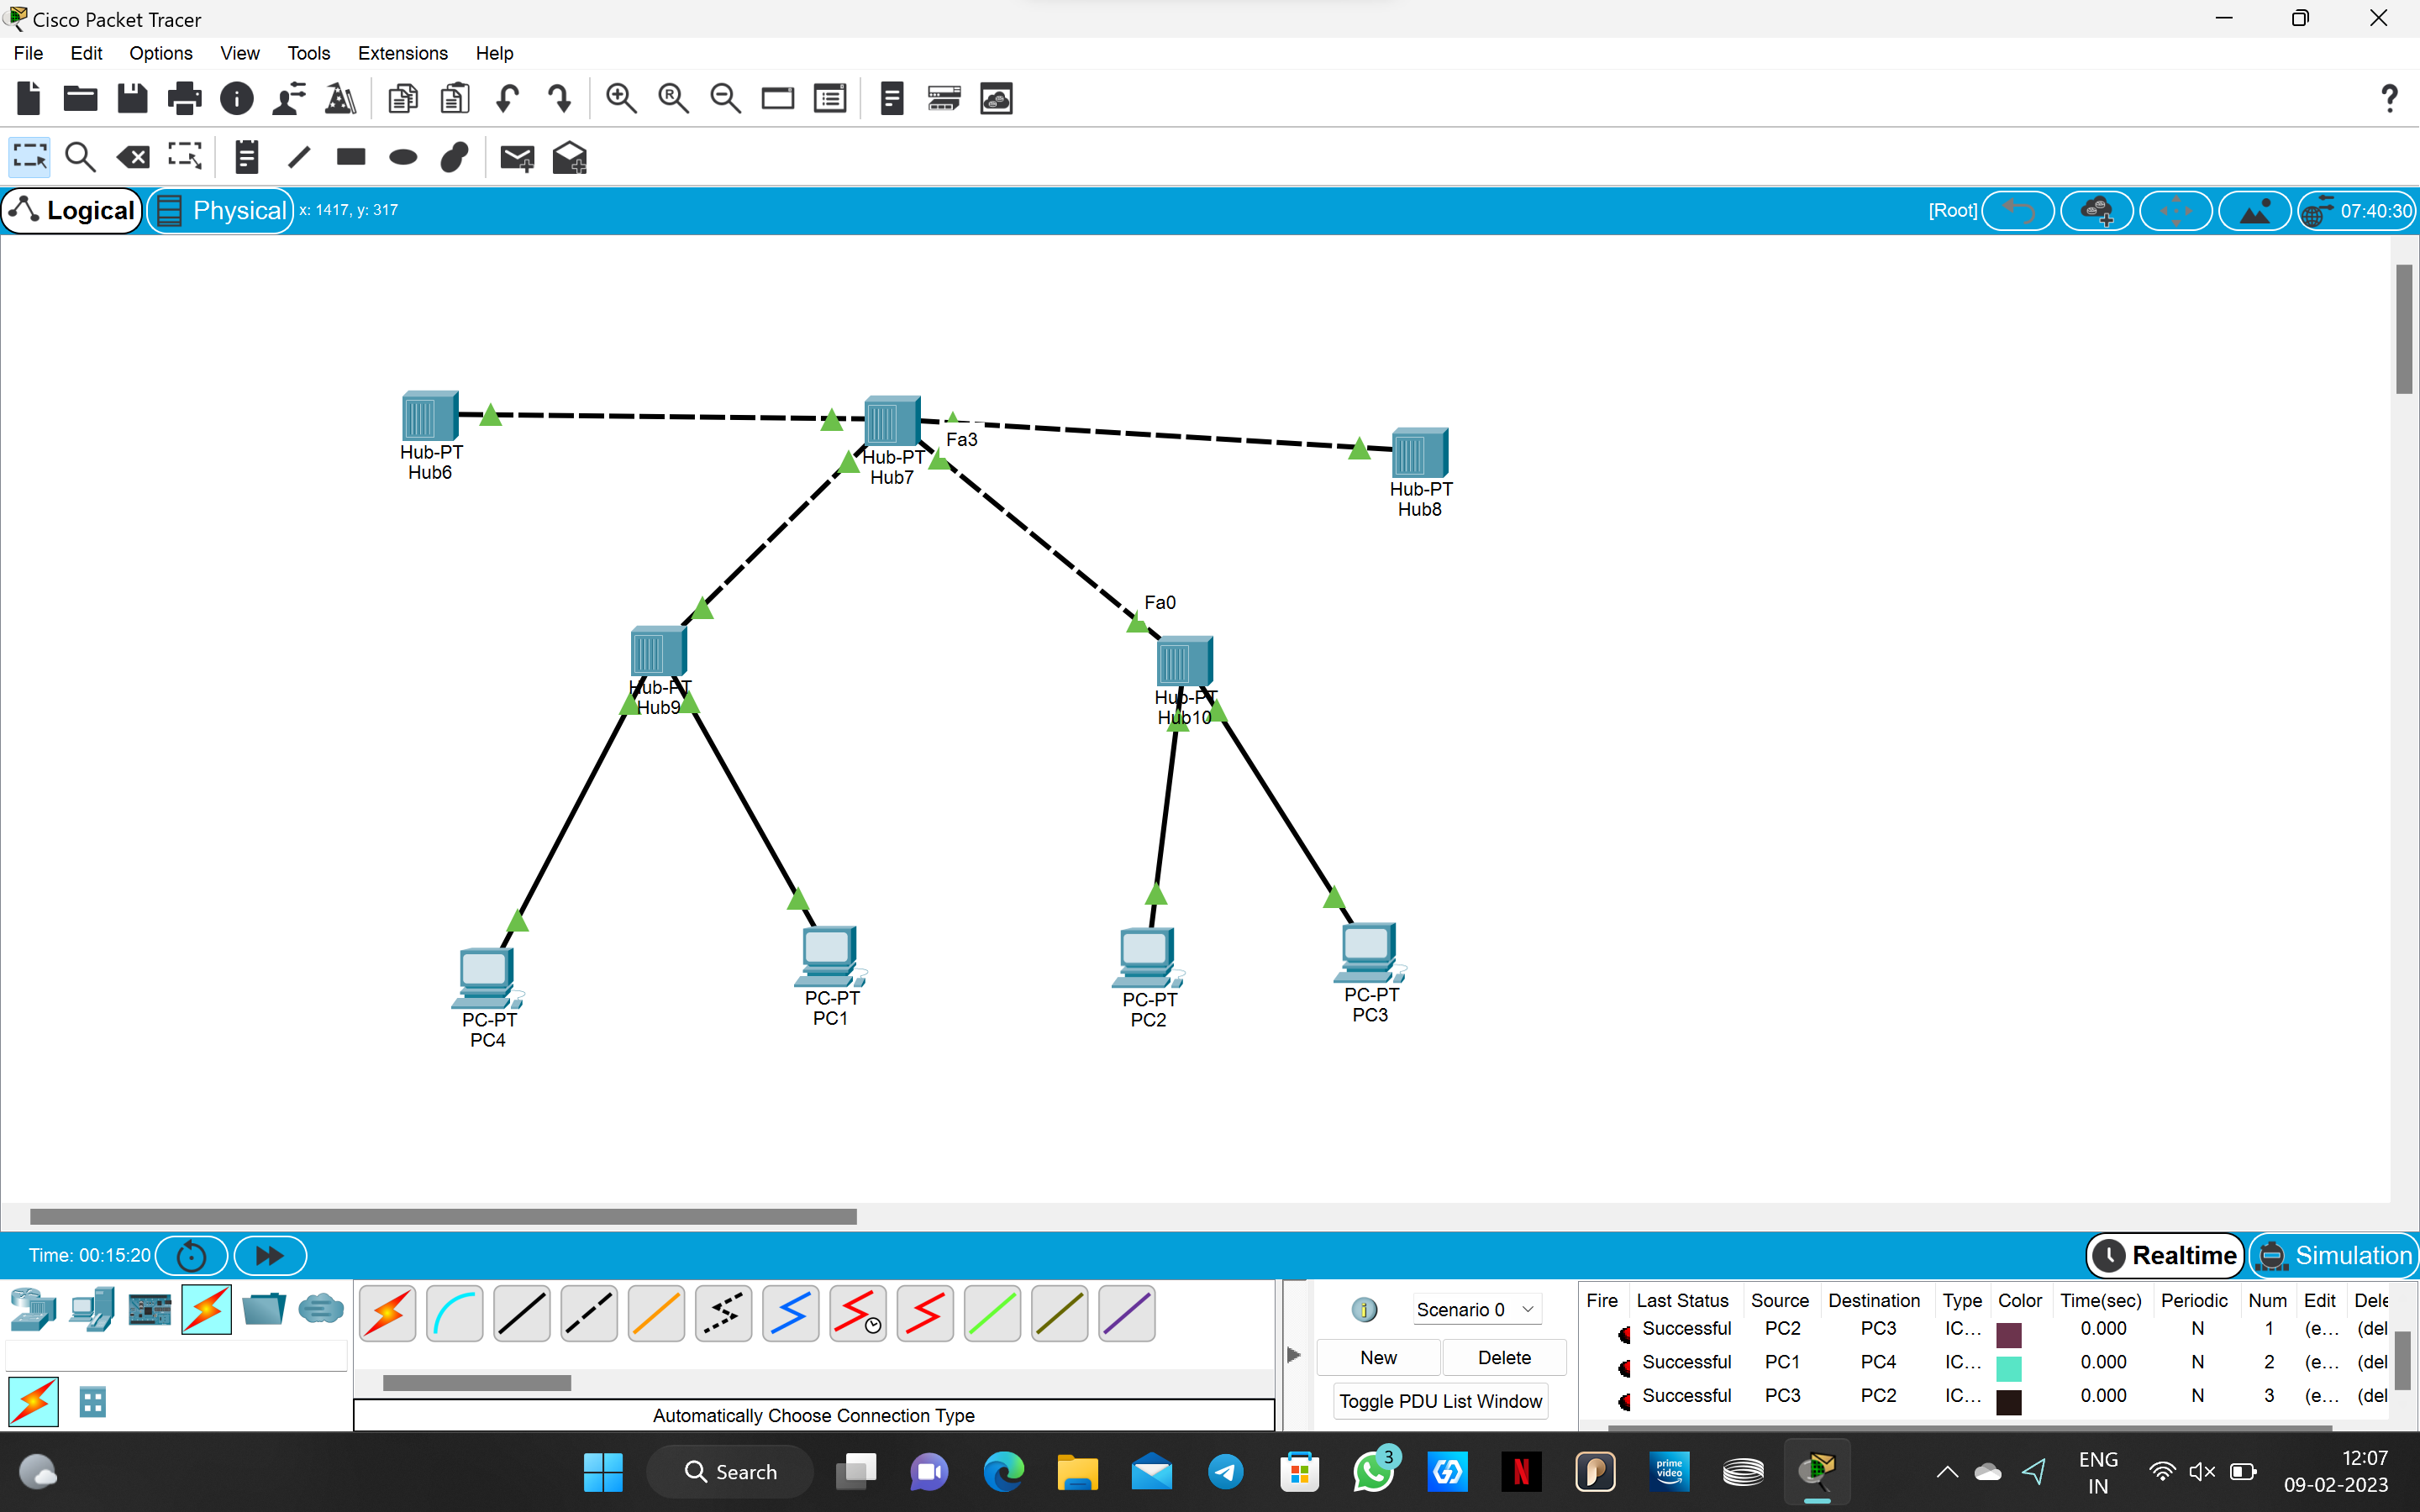 Cisco Packet Tracer
File Edit Options View Tools Extensions Help
Logical Physical x: 1417, y: 317 [Root] 07:40:30
Hub-PT
Hub6
Hub-PT
Hub7
Fa3
Hub-PT
Hub8
Fa0
Hub-PT
Hub9
Hub-PT
Hub10
PC-PT
PC4
PC-PT
PC1
PC-PT
PC2
PC-PT
PC3
Time: 00:15:20 Realtime Simulation
Scenario 0
New Delete
Toggle PDU List Window
Automatically Choose Connection Type
Fire Last Status Source Destination Type Color Time(sec) Periodic Num Edit Dele
Successful PC2 PC3 IC... 0.000 N 1 (e... (del
Successful PC1 PC4 IC... 0.000 N 2 (e... (del
Successful PC3 PC2 IC... 0.000 N 3 (e... (del
Search
3
prime video
ENG
IN
12:07
09-02-2023